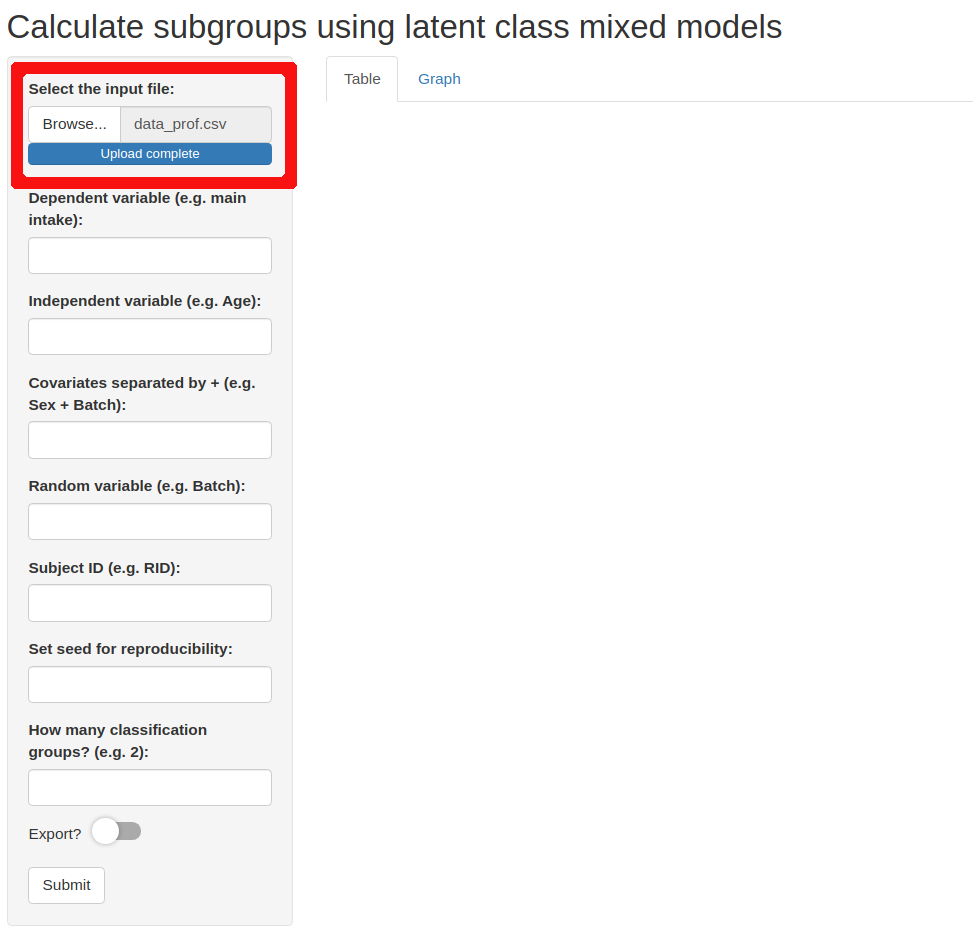 Calculate subgroups using latent class mixed models
Select the input file:
Browse... data_prof.csv
Upload complete
Dependent variable (e.g. main
intake):
Independent variable (e.g. Age):
Covariates separated by + (e.g.
Sex + Batch):
Random variable (e.g. Batch):
Subject ID (e.g. RID):
Set seed for reproducibility:
How many classification
groups? (e.g. 2):
Export?
Submit
Table Graph